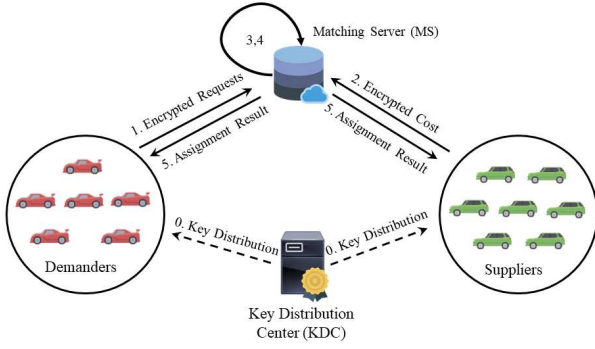 Matching Server (MS)
3,4
1. Encrypted Requests
5. Assignment Result
2. Encrypted Cost
5. Assignment Result
0. Key Distribution
0. Key Distribution
Demanders
Suppliers
Key Distribution
Center (KDC)